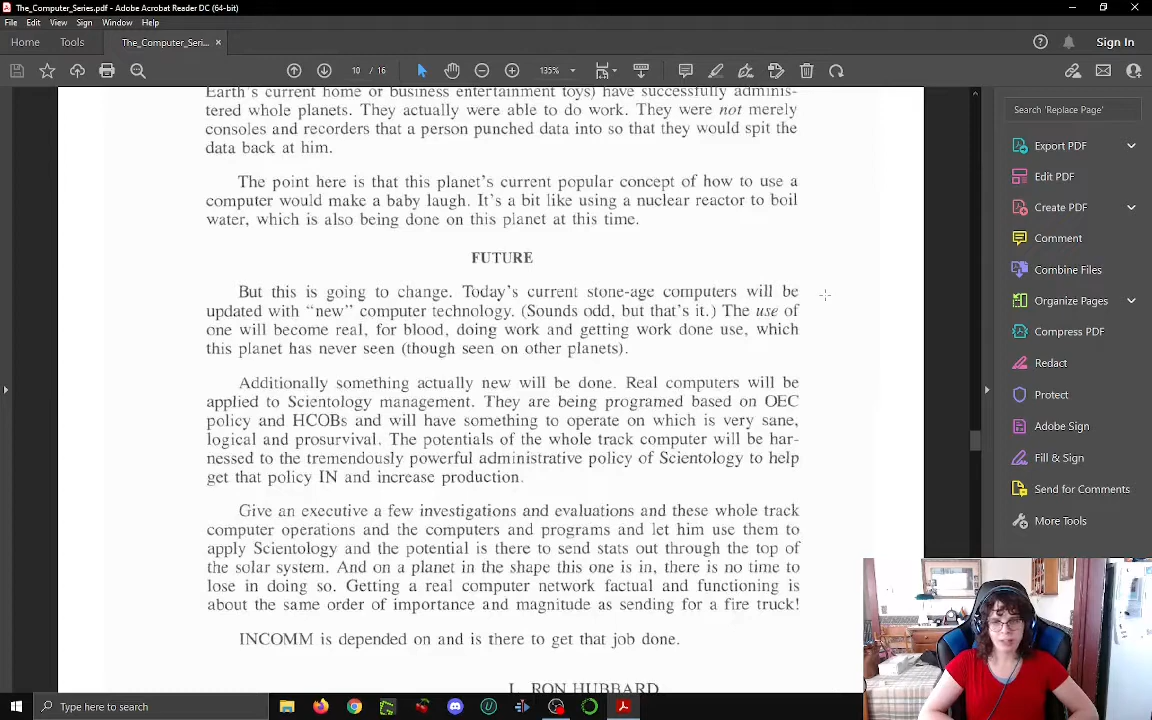 The_Computer_Series.pdf - Adobe Acrobat Reader DC (64-bit)
File Edit View Sign Window Help
Home Tools The_Computer_Seri... ×
Sign In
10 / 16
135%
Earth's current home or business entertainment toys) have successfully adminis-
tered whole planets. They actually were able to do work. They were not merely
consoles and recorders that a person punched data into so that they would spit the
data back at him.
The point here is that this planet's current popular concept of how to use a
computer would make a baby laugh. It's a bit like using a nuclear reactor to boil
water, which is also being done on this planet at this time.
FUTURE
But this is going to change. Today's current stone-age computers will be
updated with "new" computer technology. (Sounds odd, but that's it.) The use of
one will become real, for blood, doing work and getting work done use, which
this planet has never seen (though seen on other planets).
Additionally something actually new will be done. Real computers will be
applied to Scientology management. They are being programed based on OEC
policy and HCOBs and will have something to operate on which is very sane,
logical and prosurvival. The potentials of the whole track computer will be har-
nessed to the tremendously powerful administrative policy of Scientology to help
get that policy IN and increase production.
Give an executive a few investigations and evaluations and these whole track
computer operations and the computers and programs and let him use them to
apply Scientology and the potential is there to send stats out through the top of
the solar system. And on a planet in the shape this one is in, there is no time to
lose in doing so. Getting a real computer network factual and functioning is
about the same order of importance and magnitude as sending for a fire truck!
INCOMM is depended on and is there to get that job done.
L. RON HUBBARD
Search 'Replace Page'
Export PDF
Edit PDF
Create PDF
Comment
Combine Files
Organize Pages
Compress PDF
Redact
Protect
Adobe Sign
Fill & Sign
Send for Comments
More Tools
Type here to search